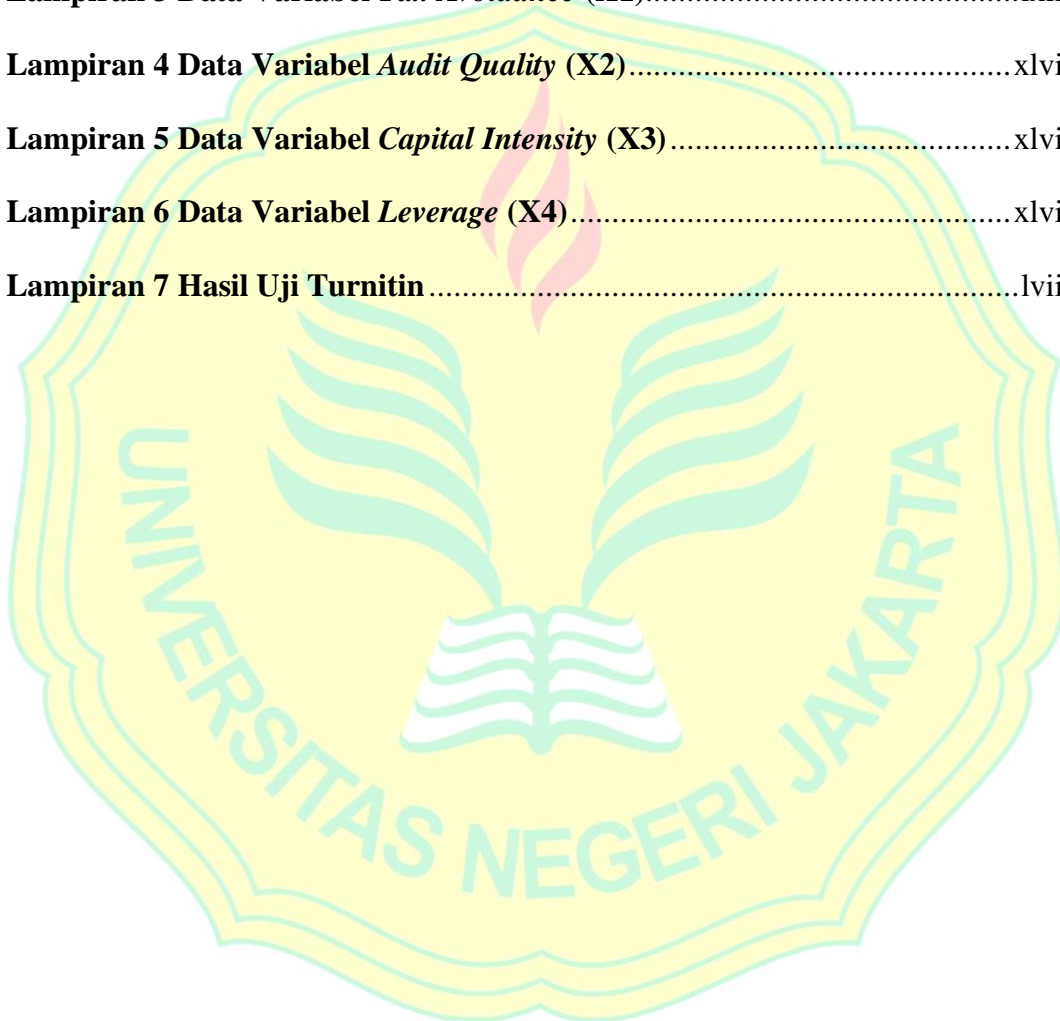 Lampiran 4 Data Variabel Audit Quality (X2)....................................xlvi
Lampiran 5 Data Variabel Capital Intensity (X3)....................................xlvi
Lampiran 6 Data Variabel Leverage (X4)....................................xlvi
Lampiran 7 Hasil Uji Turnitin....................................lvii
UNIVERSITAS NEGERI JAKARTA